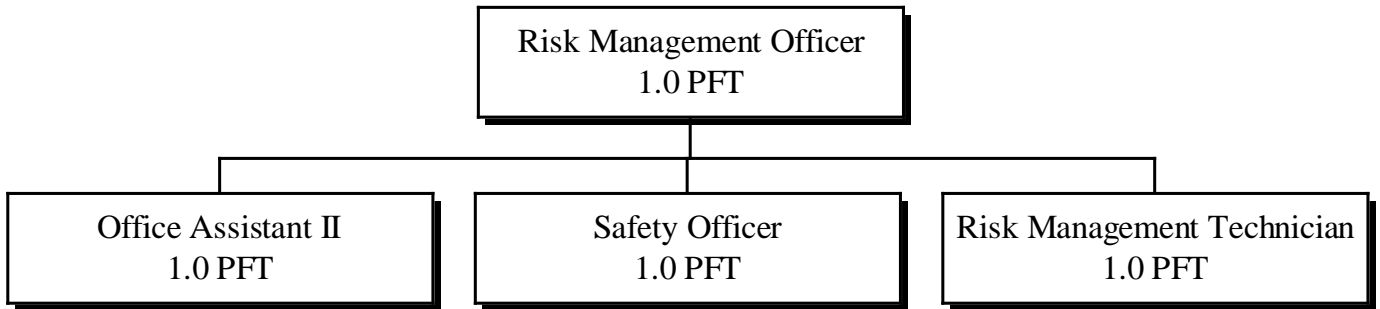 Risk Management Officer
1.0 PFT
Office Assistant II
1.0 PFT
Safety Officer
1.0 PFT
Risk Management Technician
1.0 PFT